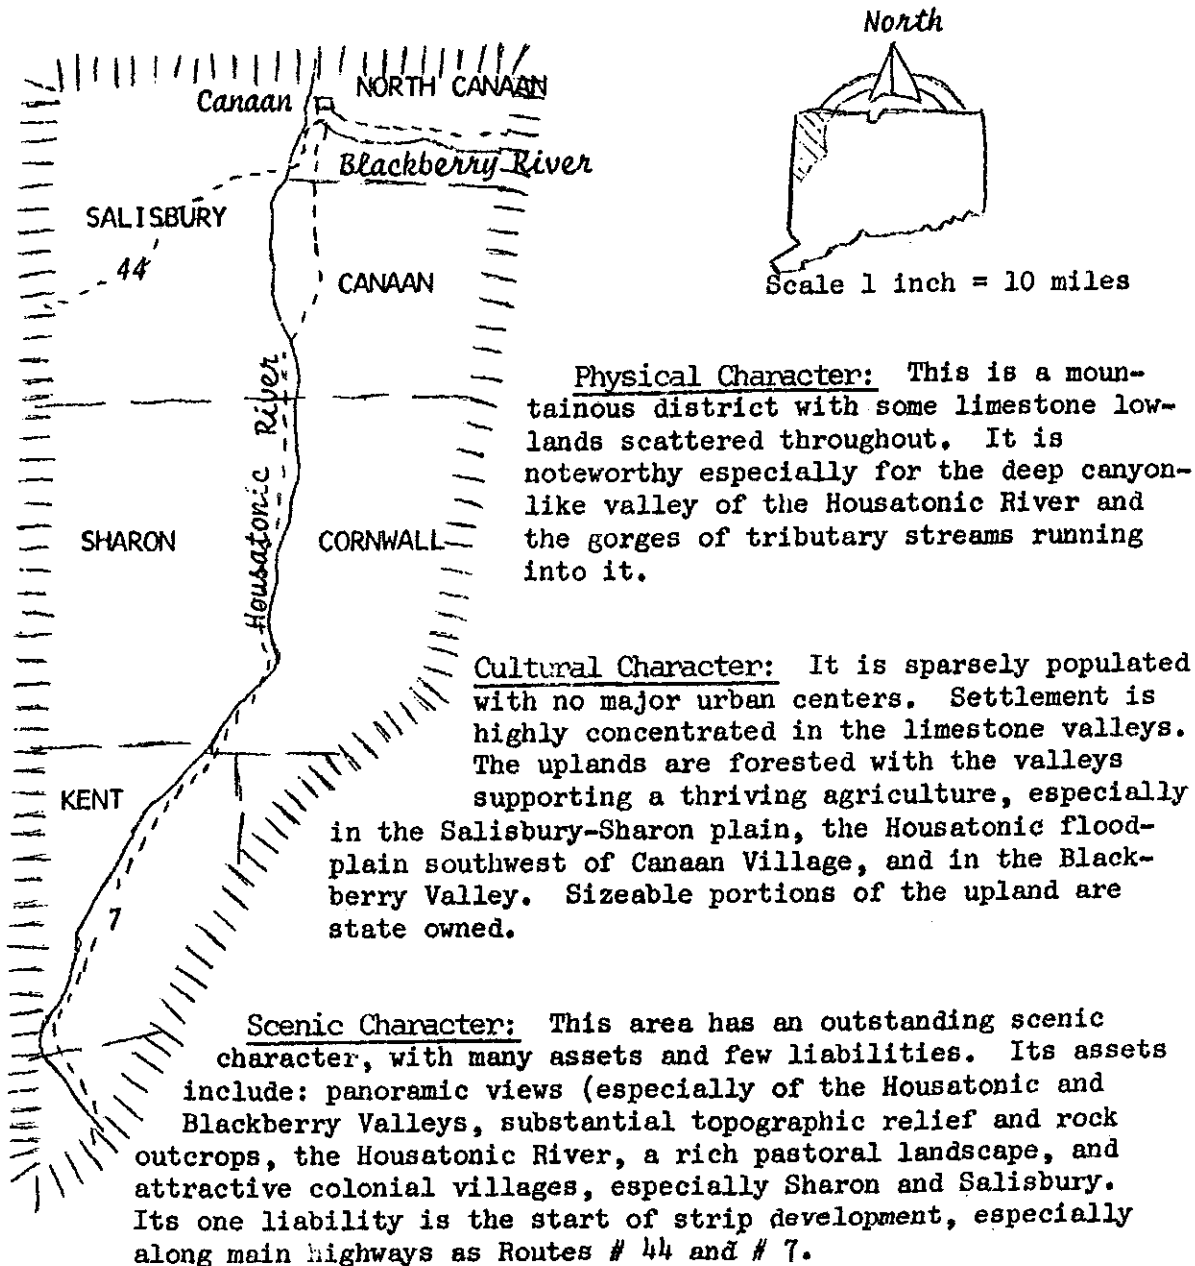 North
NORTH CANAAN
Canaan
Blackberry River
SALISBURY
44
CANAAN
Scale 1 inch = 10 miles
Housatonic River
SHARON
CORNWALL
KENT
7
Physical Character: This is a moun-
tainous district with some limestone low-
lands scattered throughout. It is
noteworthy especially for the deep canyon-
like valley of the Housatonic River and
the gorges of tributary streams running
into it.
Cultural Character: It is sparsely populated
with no major urban centers. Settlement is
highly concentrated in the limestone valleys.
The uplands are forested with the valleys
supporting a thriving agriculture, especially
in the Salisbury-Sharon plain, the Housatonic flood-
plain southwest of Canaan Village, and in the Black-
berry Valley. Sizeable portions of the upland are
state owned.
Scenic Character: This area has an outstanding scenic
character, with many assets and few liabilities. Its assets
include: panoramic views (especially of the Housatonic and
Blackberry Valleys, substantial topographic relief and rock
outcrops, the Housatonic River, a rich pastoral landscape, and
attractive colonial villages, especially Sharon and Salisbury.
Its one liability is the start of strip development, especially
along main highways as Routes # 44 and # 7.